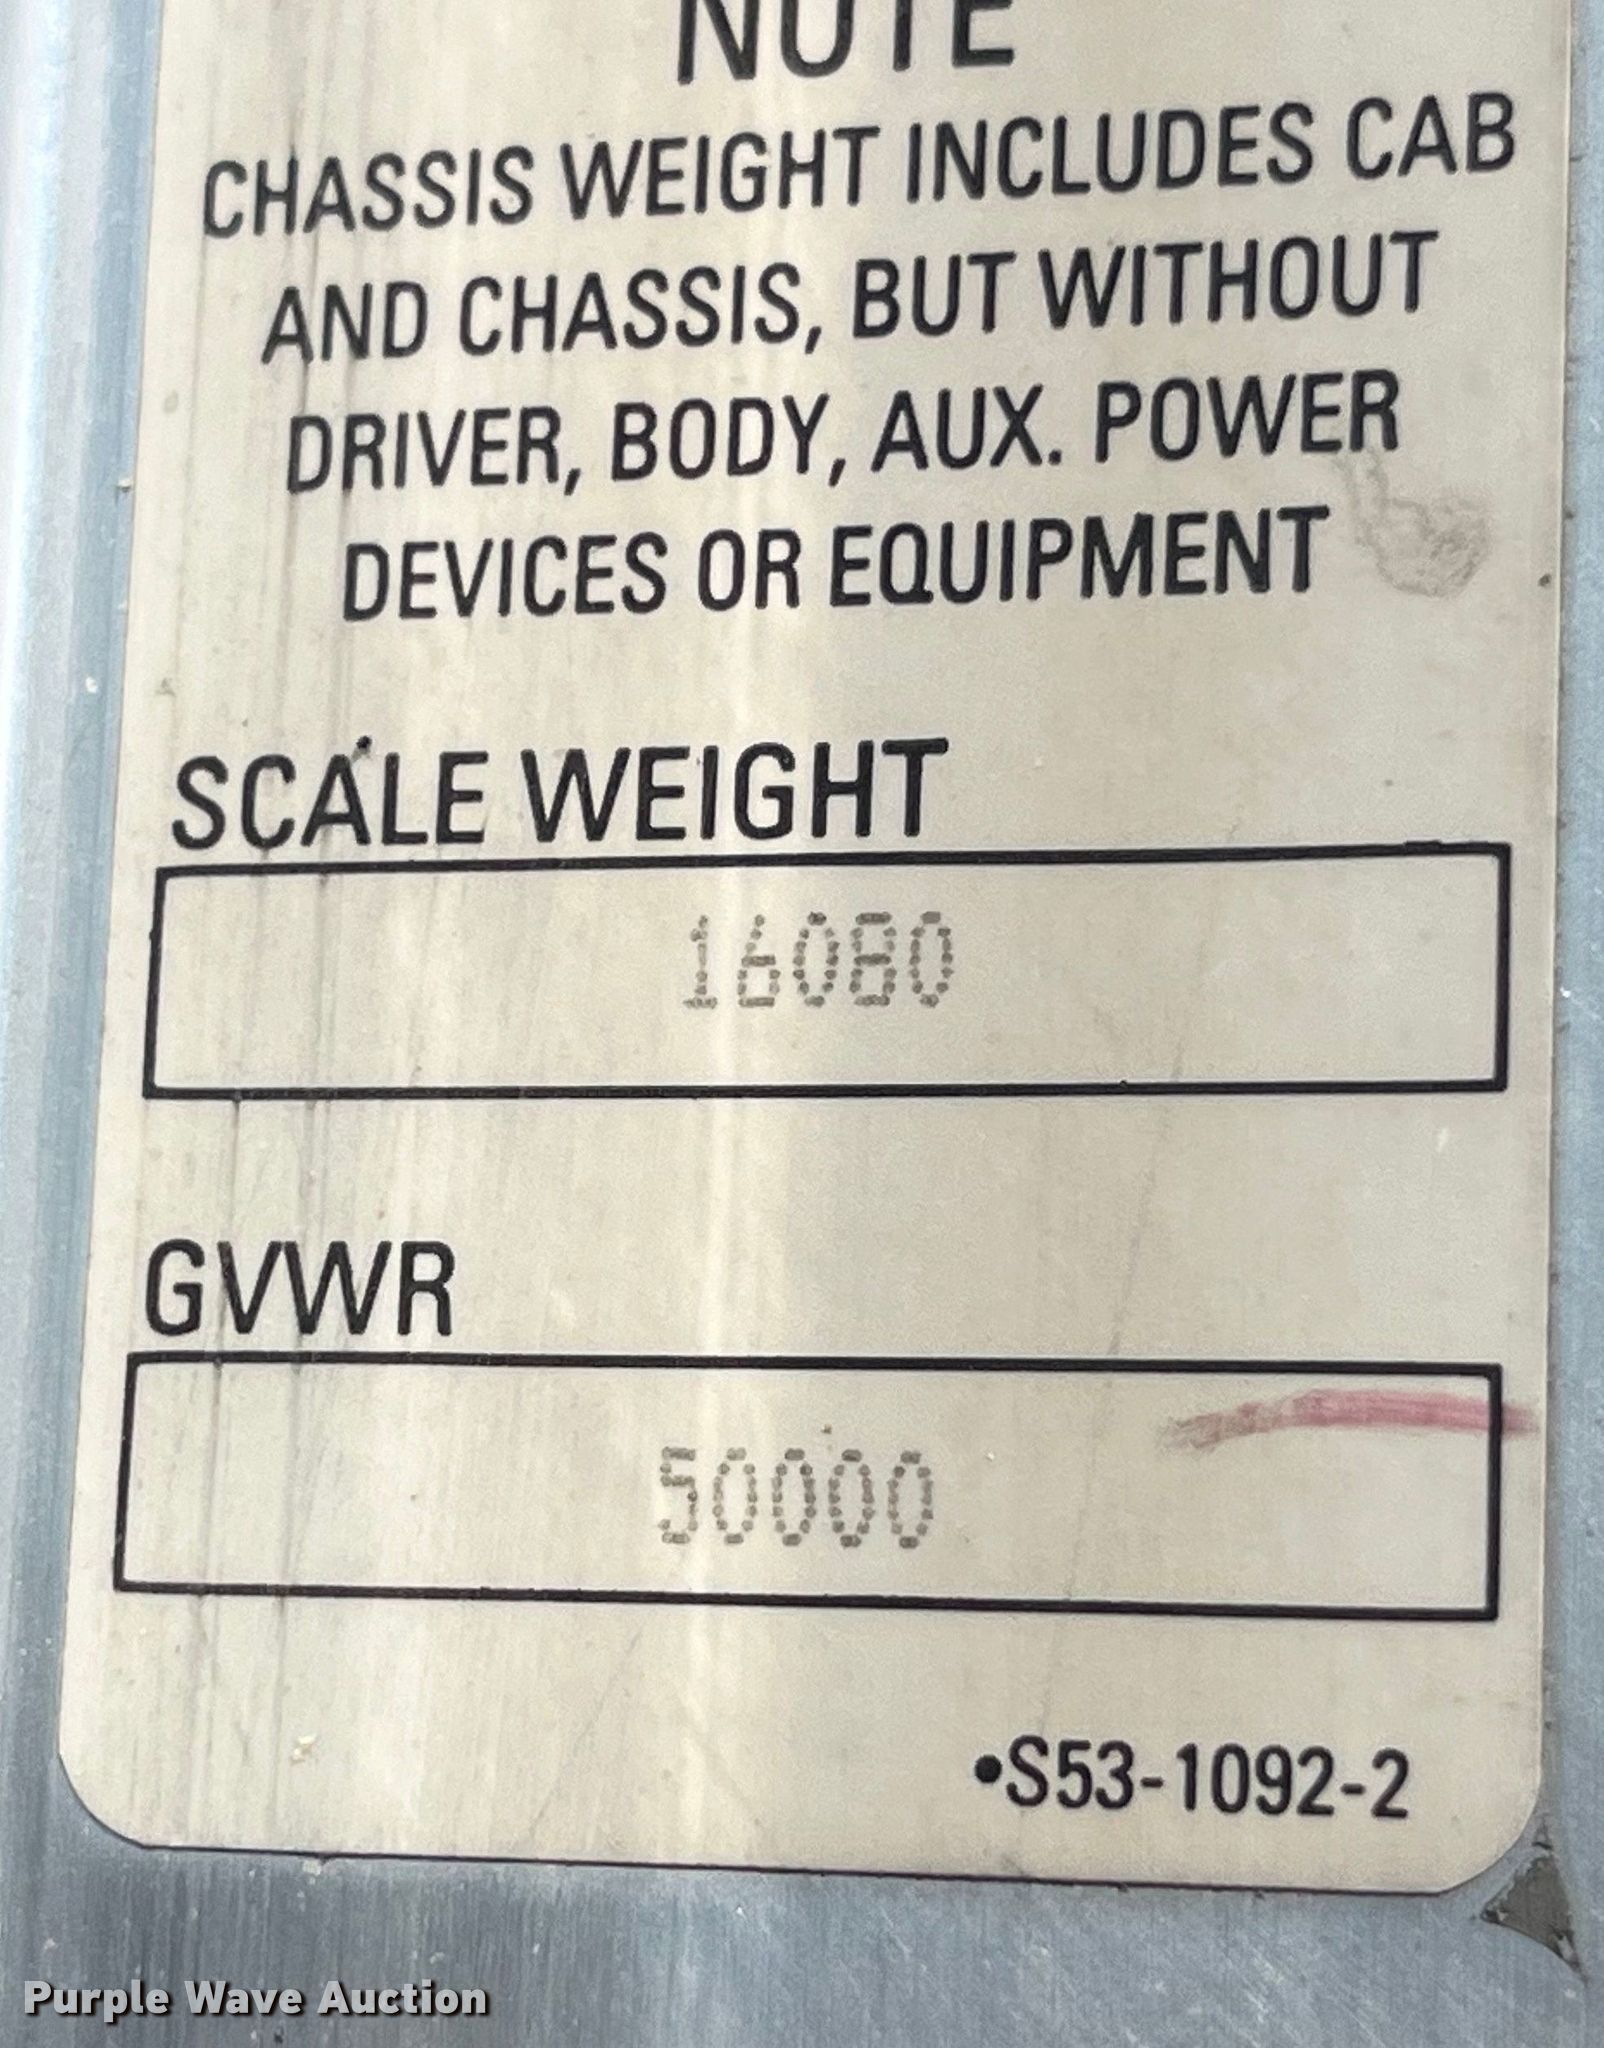 NOTE
CHASSIS WEIGHT INCLUDES CAB
AND CHASSIS, BUT WITHOUT
DRIVER, BODY, AUX. POWER
DEVICES OR EQUIPMENT
SCALE WEIGHT
16080
GVWR
50000
•S53-1092-2
Purple Wave Auction